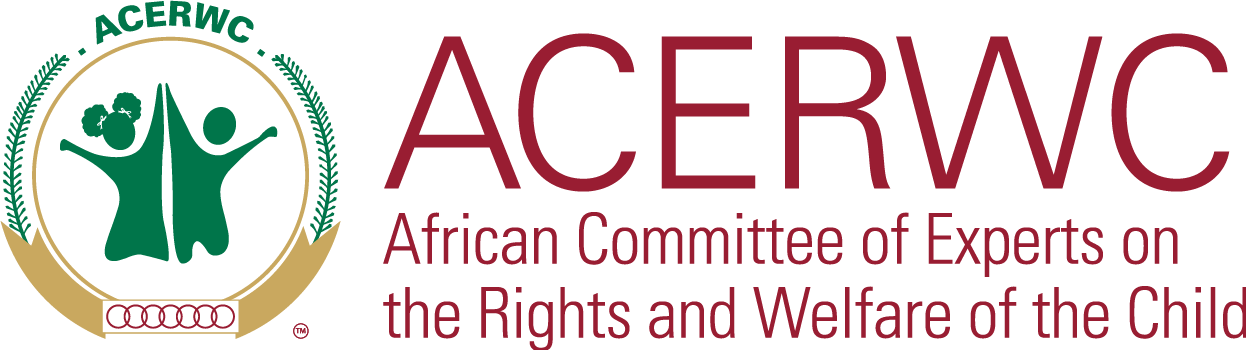 · ACERWC ·
TM
ACERWC
African Committee of Experts on
the Rights and Welfare of the Child